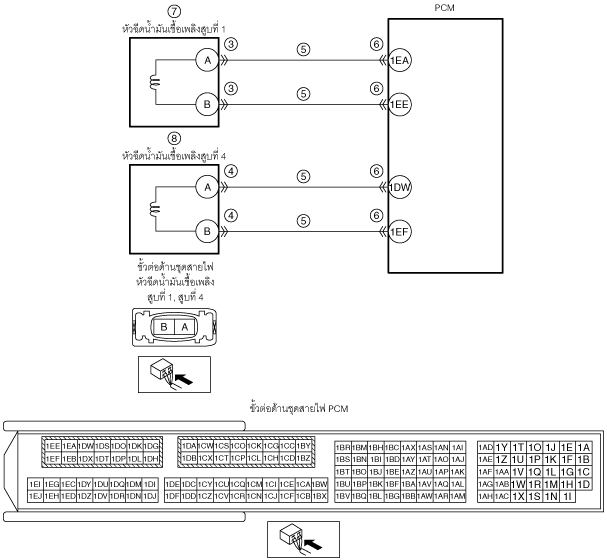 ⑦
PCM
หัวฉีดน้ำมันเชื้อเพลิงสูบที่ 1
③ ⑤ ⑥
A 1EA
③ ⑤ ⑥
B 1EE
⑧
หัวฉีดน้ำมันเชื้อเพลิงสูบที่ 4
④ ⑤ ⑥
A 1DW
④ ⑤ ⑥
B 1EF
ขั้วต่อด้านชุดสายไฟ
หัวฉีดน้ำมันเชื้อเพลิง
สูบที่ 1, สูบที่ 4
B A
ขั้วต่อด้านชุดสายไฟ PCM
1EE 1EA 1DW 1DS 1DO 1DK 1DG 1DA 1CW 1CS 1CO 1CK 1CG 1CC 1BY 1BR 1BM 1BH 1BC 1AX 1AS 1AN 1AI 1AD 1Y 1T 1O 1J 1E 1A
1EF 1EB 1DX 1DT 1DP 1DL 1DH 1DB 1CX 1CT 1CP 1CL 1CH 1CD 1BZ 1BS 1BN 1BI 1BD 1AY 1AT 1AO 1AJ 1AE 1Z 1U 1P 1K 1F 1B
1BT 1BO 1BJ 1BE 1AZ 1AU 1AP 1AK 1AF 1AA 1V 1Q 1L 1G 1C
1EI 1EG 1EC 1DY 1DU 1DQ 1DM 1DI 1DE 1DC 1CY 1CU 1CQ 1CM 1CI 1CE 1CA 1BW 1BU 1BP 1BK 1BF 1BA 1AV 1AQ 1AL 1AG 1AB 1W 1R 1M 1H 1D
1EJ 1EH 1ED 1DZ 1DV 1DR 1DN 1DJ 1DF 1DD 1CZ 1CV 1CR 1CN 1CJ 1CF 1CB 1BX 1BV 1BQ 1BL 1BG 1BB 1AW 1AR 1AM 1AH 1AC 1X 1S 1N 1I